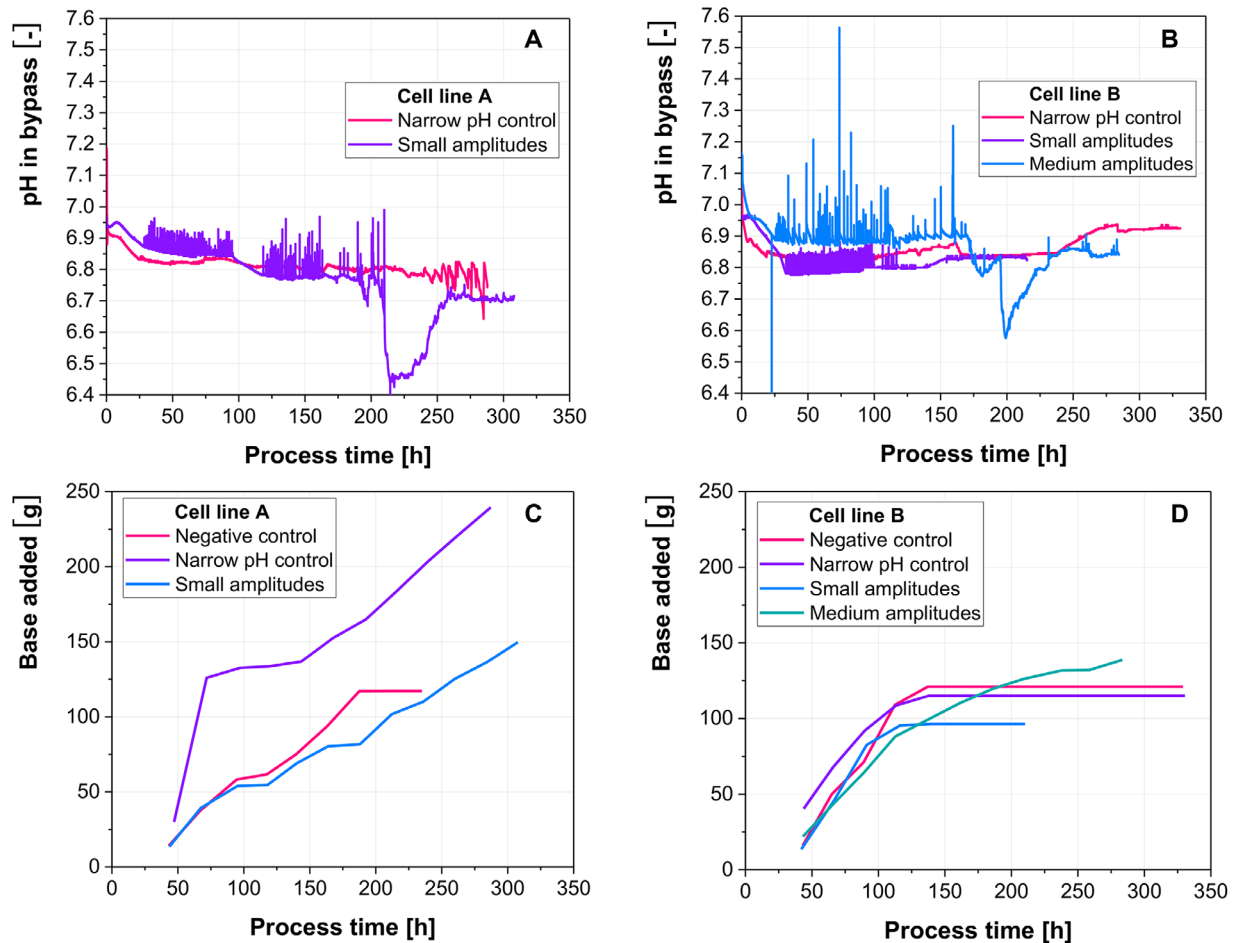 A
pH in bypass [-]
7.6
7.5
7.4
7.3
7.2
7.1
7.0
6.9
6.8
6.7
6.6
6.5
6.4
Cell line A
Narrow pH control
Small amplitudes
0 50 100 150 200 250 300 350
Process time [h]
B
pH in bypass [-]
7.6
7.5
7.4
7.3
7.2
7.1
7.0
6.9
6.8
6.7
6.6
6.5
6.4
Cell line B
Narrow pH control
Small amplitudes
Medium amplitudes
0 50 100 150 200 250 300 350
Process time [h]
C
Base added [g]
250
200
150
100
50
0
Cell line A
Negative control
Narrow pH control
Small amplitudes
0 50 100 150 200 250 300 350
Process time [h]
D
Base added [g]
250
200
150
100
50
0
Cell line B
Negative control
Narrow pH control
Small amplitudes
Medium amplitudes
0 50 100 150 200 250 300 350
Process time [h]